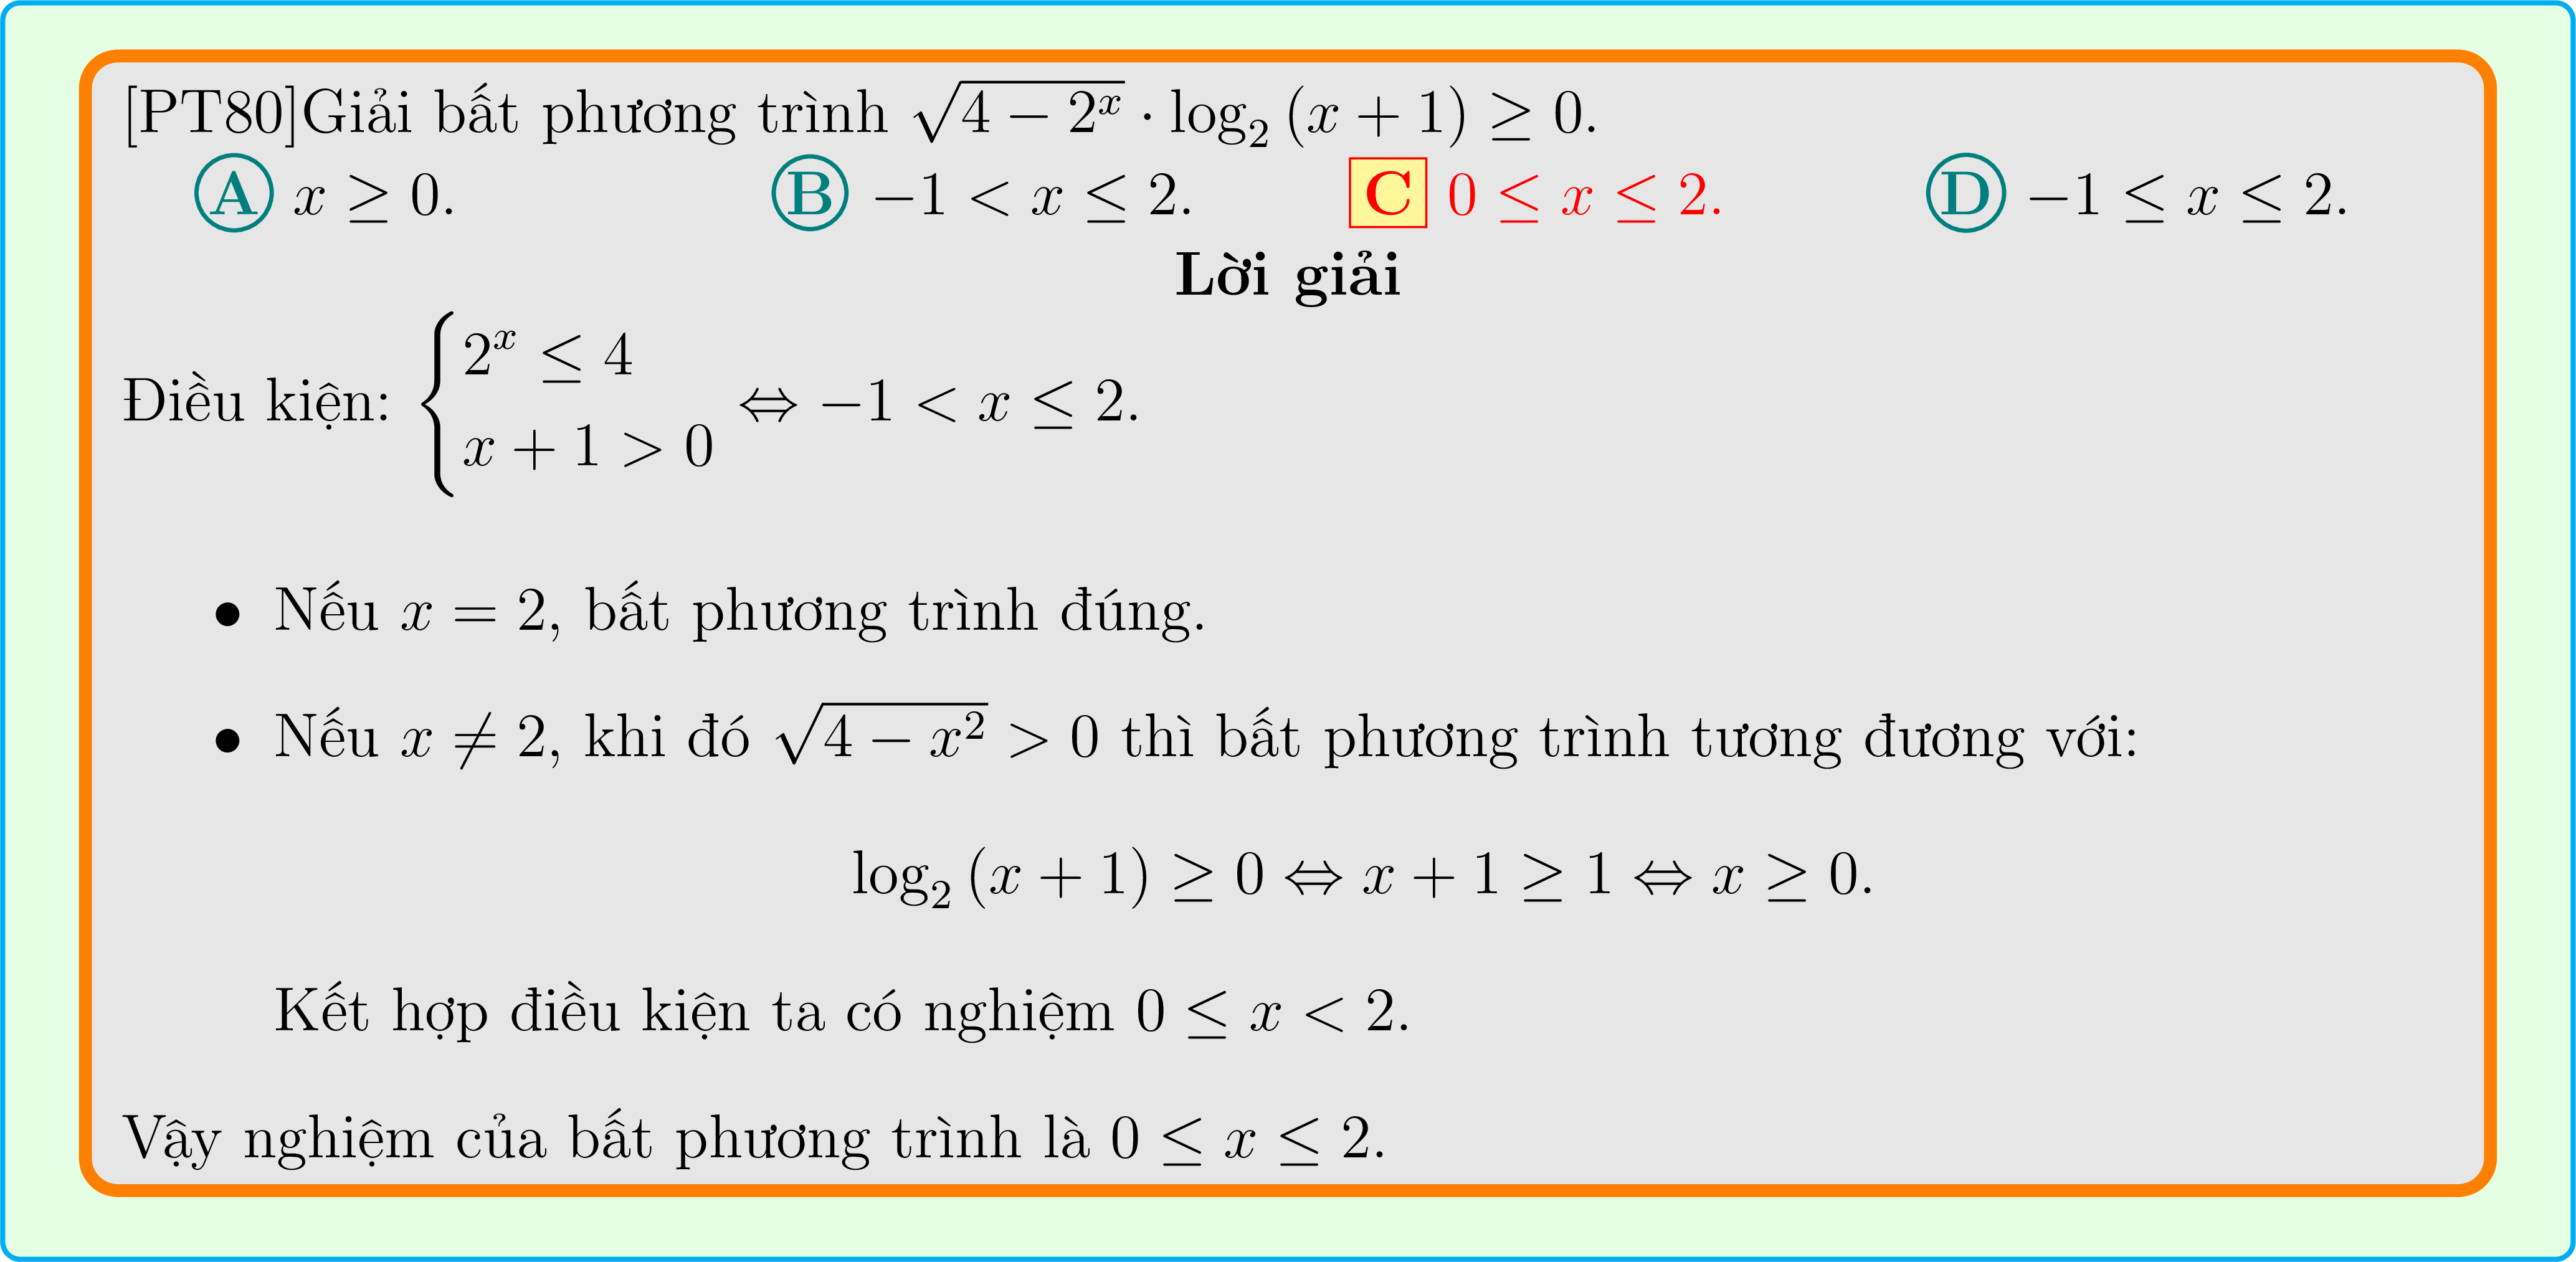 [PT80]Giải bất phương trình $\sqrt{4-2^x} \cdot \log_2(x+1) \geq 0$.
A $x \geq 0$. B $-1 < x \leq 2$. C $0 \leq x \leq 2$. D $-1 \leq x \leq 2$.
Lời giải
Điều kiện: $\begin{cases} 2^x \leq 4 \\ x+1 > 0 \end{cases} \Leftrightarrow -1 < x \leq 2$.
• Nếu $x = 2$, bất phương trình đúng.
• Nếu $x \neq 2$, khi đó $\sqrt{4-x^2} > 0$ thì bất phương trình tương đương với:
$\log_2(x+1) \geq 0 \Leftrightarrow x+1 \geq 1 \Leftrightarrow x \geq 0$.
Kết hợp điều kiện ta có nghiệm $0 \leq x < 2$.
Vậy nghiệm của bất phương trình là $0 \leq x \leq 2$.